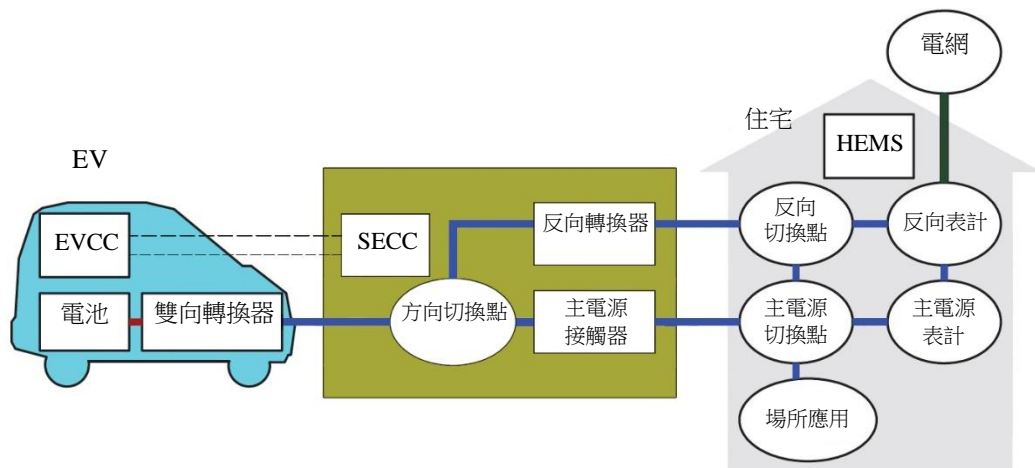 電網
住宅
HEMS
EV
EVCC
SECC
反向轉換器
反向
切換點
反向表計
電池
雙向轉換器
方向切換點
主電源
接觸器
主電源
切換點
主電源
表計
場所應用